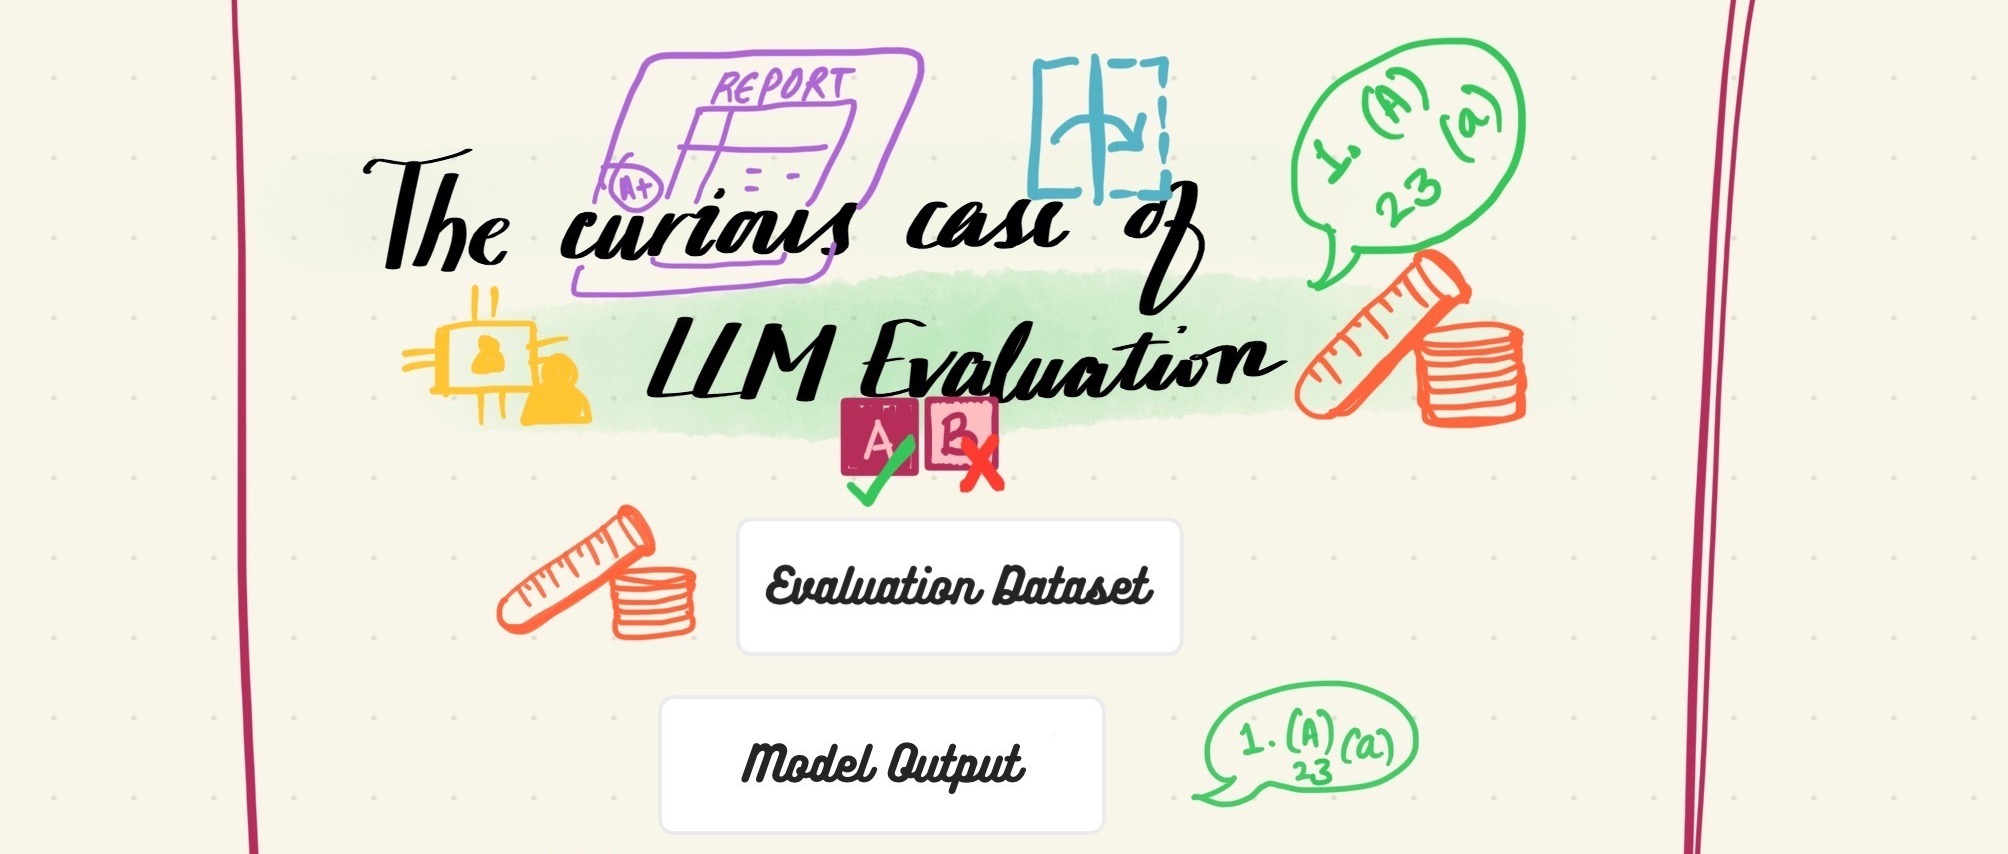 REPORT
A+
1. (A) (a)
23
The curious case of
LLM Evaluation
A B
Evaluation Dataset
Model Output
1. (A) (a)
23